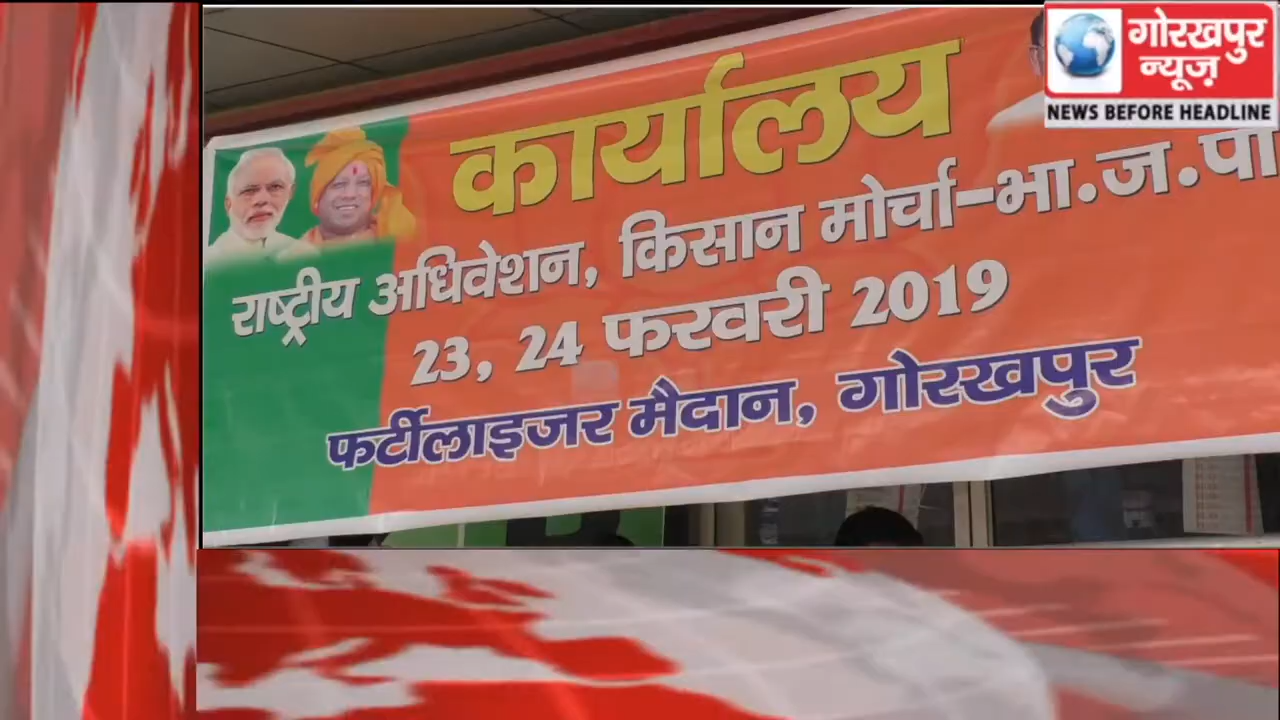 गोरखपुर
न्यूज़
NEWS BEFORE HEADLINE
कार्यालय
राष्ट्रीय अधिवेशन, किसान मोर्चा-भा.ज.पा
23, 24 फरवरी 2019
फर्टीलाइजर मैदान, गोरखपुर